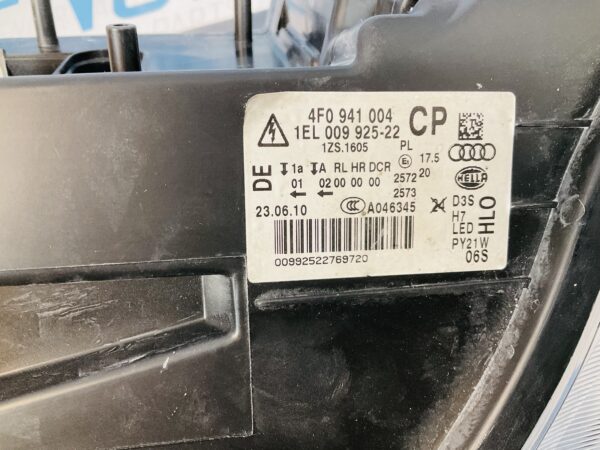 4F0 941 004 CP
1EL 009 925-22
1ZS.1605 PL
DE 1a A RL HR DCR E1 17.5
01 02 00 00 00 2572 20
2573
HELLA
23.06.10 CCC A046345
D3S
H7
LED
PY21W
HLO
06S
00992522769720